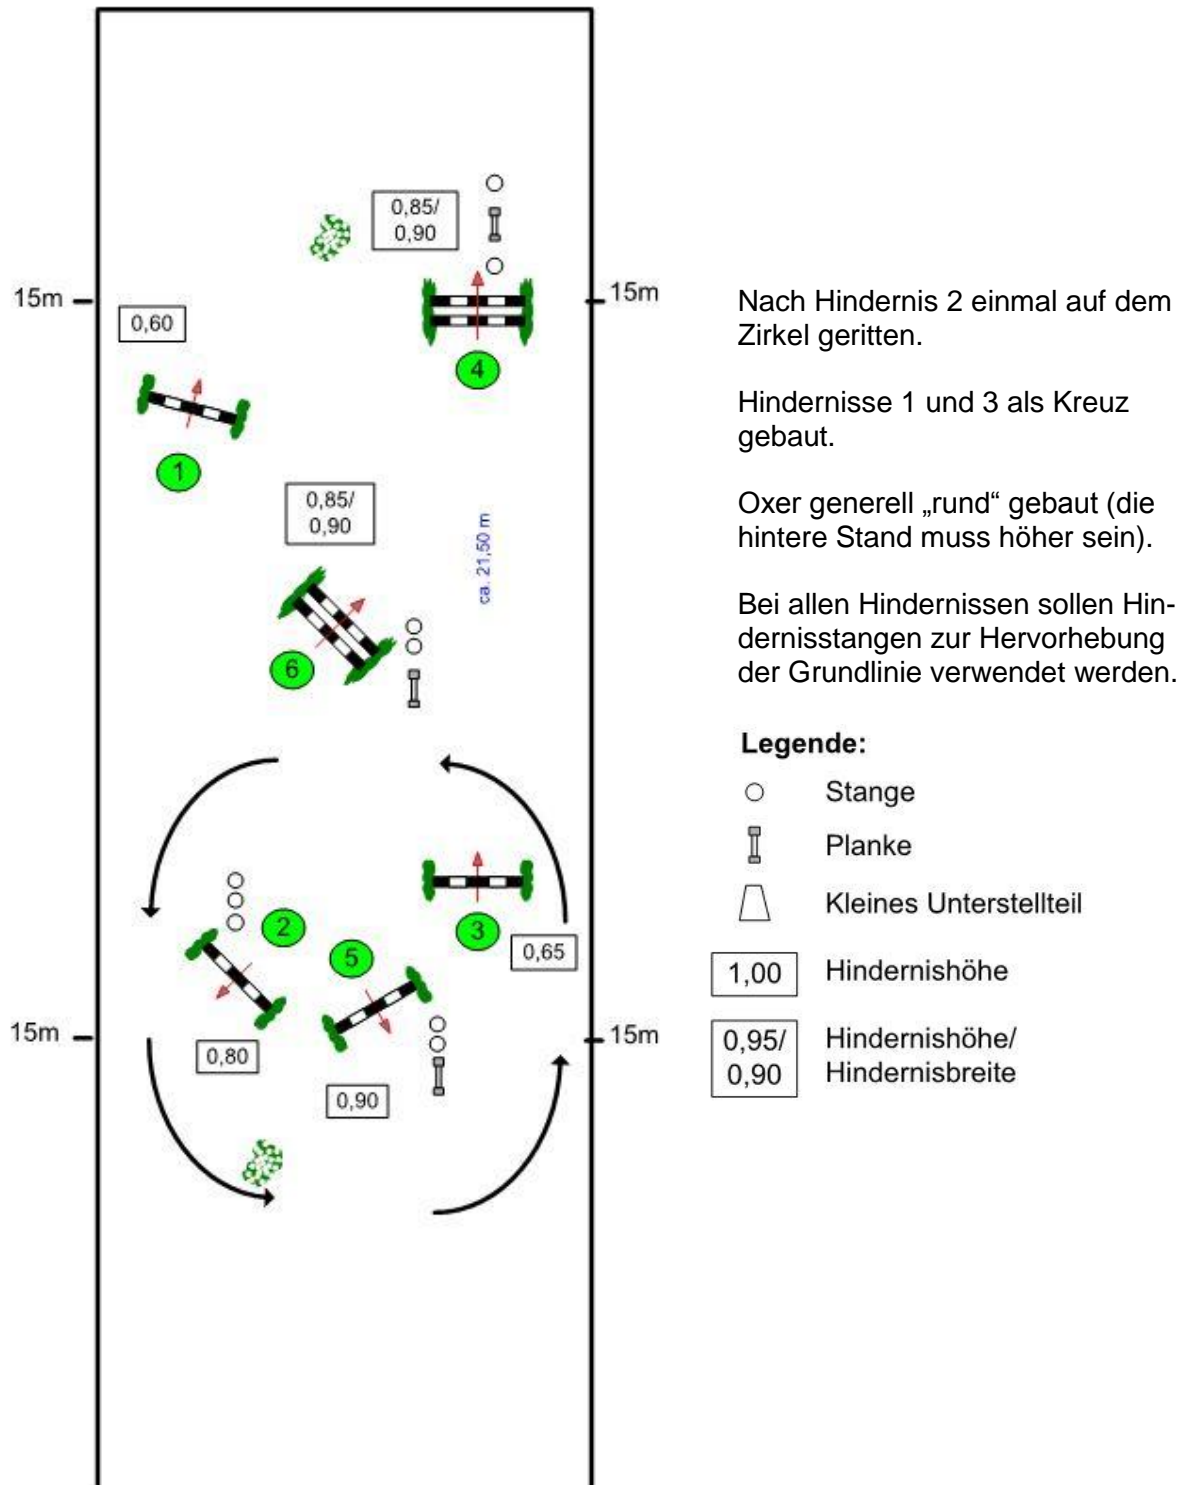 0,85/
0,90
15m
15m
0,60
4
1
0,85/
0,90
ca. 21,50 m
6
2
3
5
0,65
15m
15m
0,80
0,90
Nach Hindernis 2 einmal auf dem
Zirkel geritten.
Hindernisse 1 und 3 als Kreuz
gebaut.
Oxer generell „rund“ gebaut (die
hintere Stand muss höher sein).
Bei allen Hindernissen sollen Hin-
dernisstangen zur Hervorhebung
der Grundlinie verwendet werden.
Legende:
Stange
Planke
Kleines Unterstellteil
1,00
Hindernishöhe
0,95/
0,90
Hindernishöhe/
Hindernisbreite